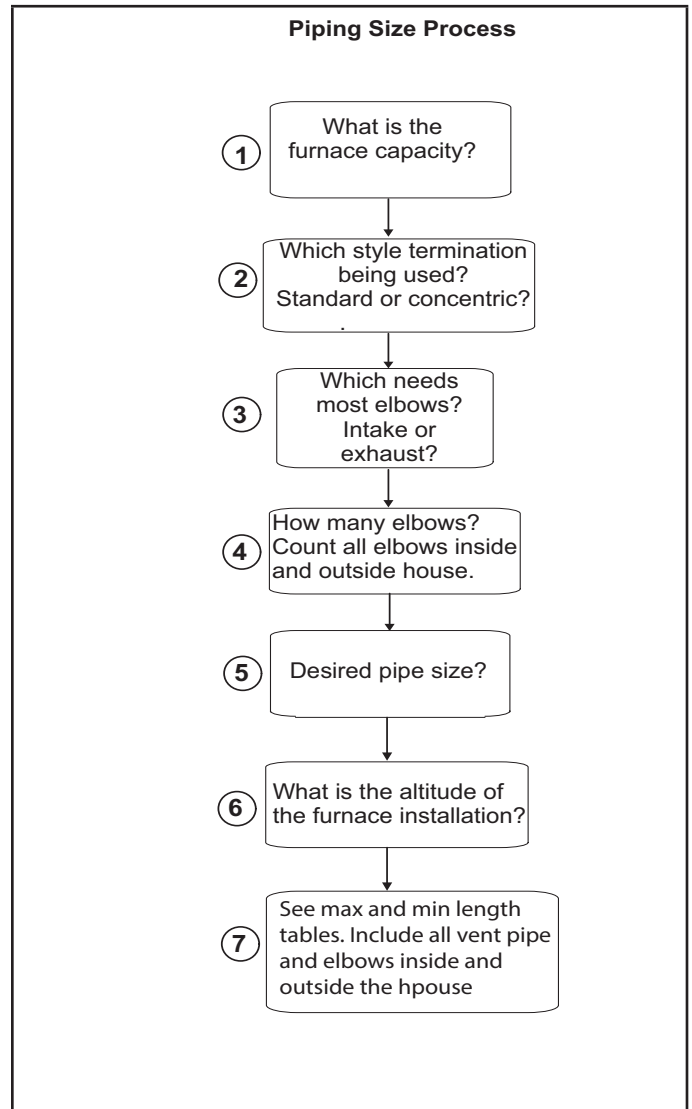 Piping Size Process
1
What is the
furnace capacity?
2
Which style termination
being used?
Standard or concentric?
.
3
Which needs
most elbows?
Intake or
exhaust?
4
How many elbows?
Count all elbows inside
and outside house.
5
Desired pipe size?
6
What is the altitude of
the furnace installation?
7
See max and min length
tables. Include all vent pipe
and elbows inside and
outside the hpouse